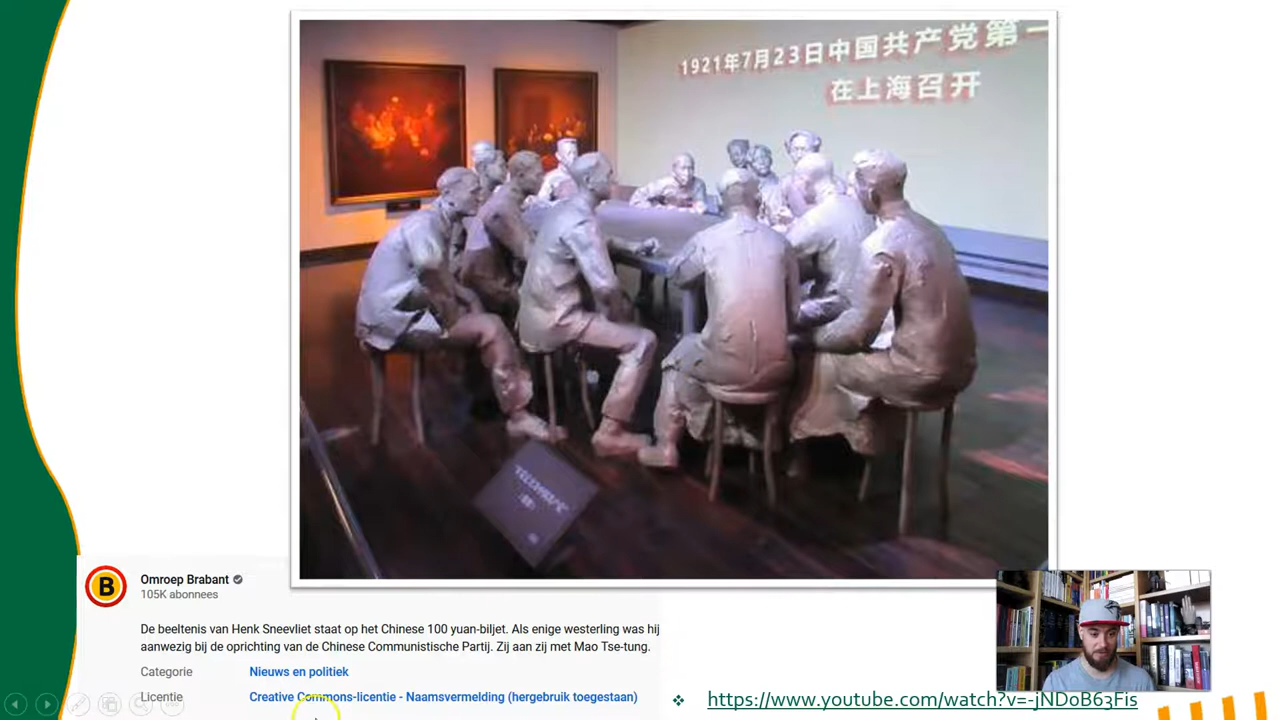 1921年7月23日中国共产党第一
在上海召开
B
Omroep Brabant
105K abonnees
De beeltenis van Henk Sneevliet staat op het Chinese 100 yuan-biljet. Als enige westerling was hij
aanwezig bij de oprichting van de Chinese Communistische Partij. Zij aan zij met Mao Tse-tung.
Categorie Nieuws en politiek
Licentie Creative Commons-licentie - Naamsvermelding (hergebruik toegestaan)
https://www.youtube.com/watch?v=-jND0B63Fis